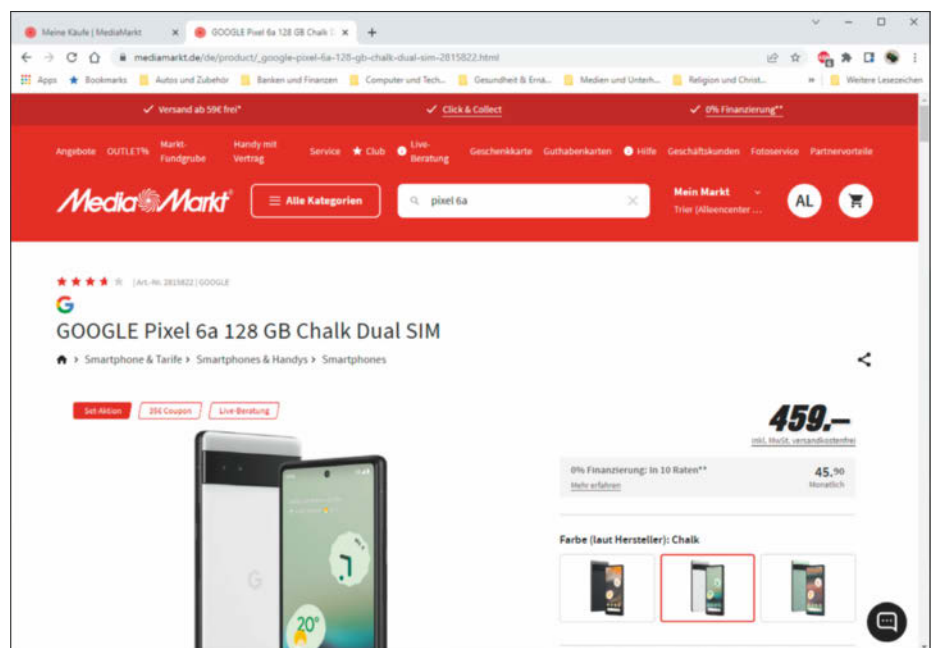 Meine Käufe | MediaMarkt
GOOGLE Pixel 6a 128 GB Chalk
mediamarkt.de/de/product/_google-pixel-6a-128-gb-chalk-dual-sim-2815822.html
Apps Bookmarks Autos und Zubehör Banken und Finanzen Computer und Tech... Gesundheit & Ernä... Medien und Unterh... Religion und Christ... » Weitere Lesezeichen
Versand ab 59€ frei* Click & Collect 0% Finanzierung**
Angebote OUTLET% Markt-Fundgrube Handy mit Vertrag Service Club Live-Beratung Geschenkkarte Guthabenkarten Hilfe Geschäftskunden Fotoservice Partnervorteile
MediaMarkt Alle Kategorien pixel 6a Mein Markt AL
Trier (Alleencenter ...
| Art.-Nr. 2815822 | GOOGLE
GOOGLE Pixel 6a 128 GB Chalk Dual SIM
> Smartphone & Tarife > Smartphones & Handys > Smartphones
Set-Aktion 35€ Coupon Live-Beratung
459.–
inkl. MwSt. versandkostenfrei
0% Finanzierung: in 10 Raten** 45,90
Mehr erfahren Monatlich
Farbe (laut Hersteller): Chalk
G
20°